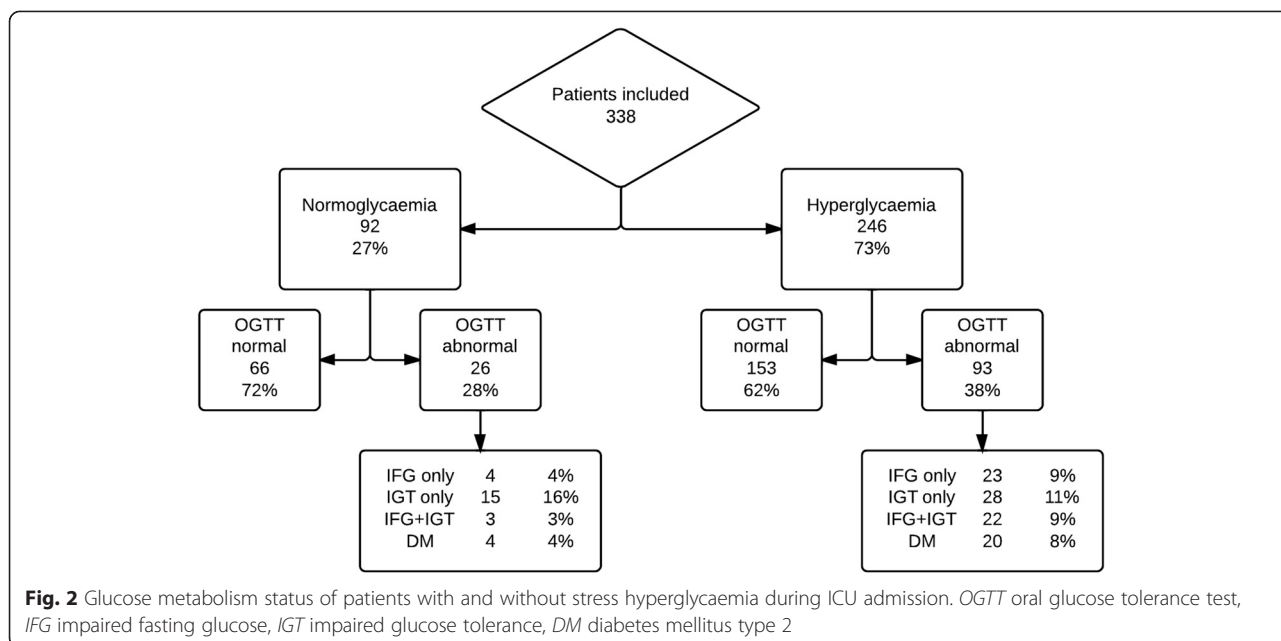 Patients included
338
Normoglycaemia
92
27%
Hyperglycaemia
246
73%
OGTT
normal
66
72%
OGTT
abnormal
26
28%
OGTT
normal
153
62%
OGTT
abnormal
93
38%
IFG only 4 4%
IGT only 15 16%
IFG+IGT 3 3%
DM 4 4%
IFG only 23 9%
IGT only 28 11%
IFG+IGT 22 9%
DM 20 8%
Fig. 2 Glucose metabolism status of patients with and without stress hyperglycaemia during ICU admission. OGTT oral glucose tolerance test,
IFG impaired fasting glucose, IGT impaired glucose tolerance, DM diabetes mellitus type 2